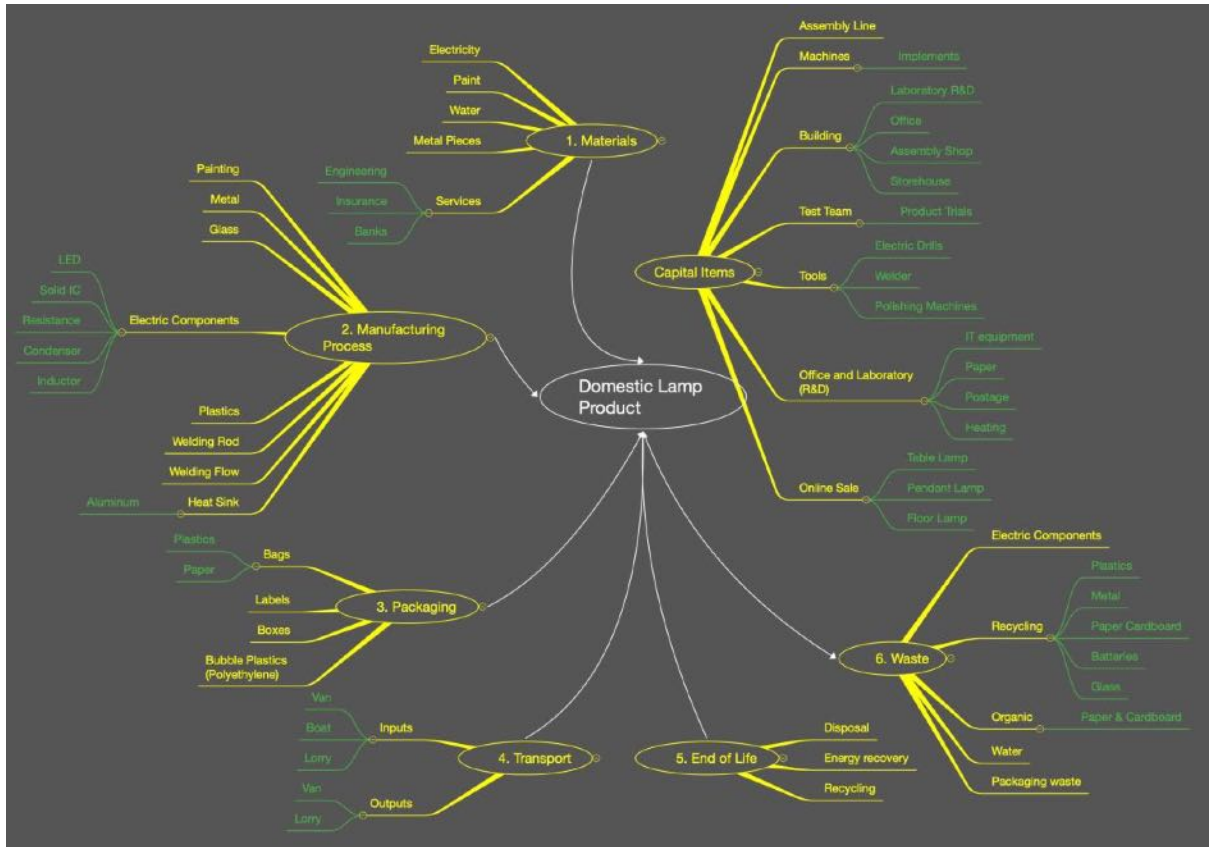 Electricity
Paint
Water
Metal Pieces
Engineering
Insurance
Banks
Services
1. Materials
Painting
Metal
Glass
LED
Solid IC
Resistance
Condenser
Inductor
Electric Components
2. Manufacturing
Process
Plastics
Welding Rod
Welding Flow
Aluminum
Heat Sink
Assembly Line
Machines
Implements
Building
Laboratory R&D
Office
Assembly Shop
Storehouse
Test Team
Product Trials
Capital Items
Tools
Electric Drills
Welder
Polishing Machines
Office and Laboratory
(R&D)
IT equipment
Paper
Postage
Heating
Online Sale
Table Lamp
Pendant Lamp
Floor Lamp
Domestic Lamp
Product
Plastics
Paper
Bags
Labels
Boxes
Bubble Plastics
(Polyethylene)
3. Packaging
Van
Boat
Lorry
Inputs
Van
Lorry
Outputs
4. Transport
5. End of Life
Disposal
Energy recovery
Recycling
6. Waste
Electric Components
Recycling
Plastics
Metal
Paper Cardboard
Batteries
Glass
Organic
Paper & Cardboard
Water
Packaging waste